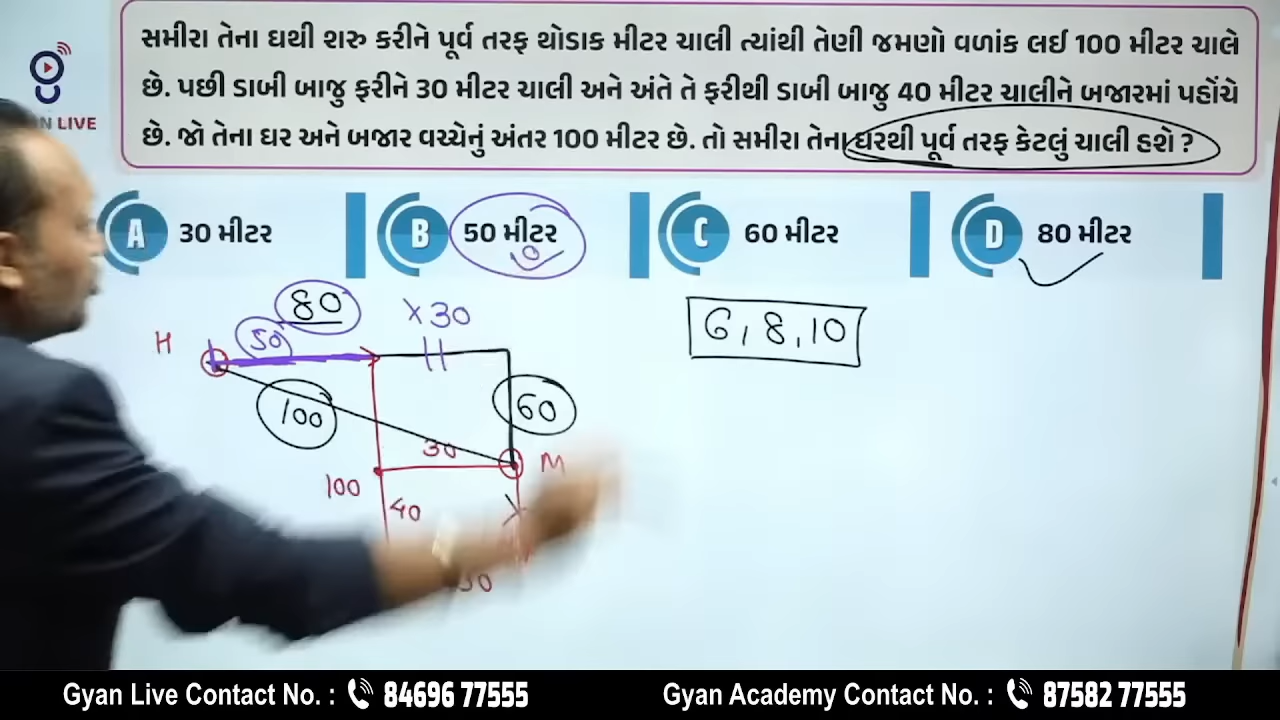 સમીરા તેના ઘથી શરુ કરીને પૂર્વ તરફ થોડાક મીટર ચાલી ત્યાંથી તેણી જમણો વળાંક લઈ 100 મીટર ચાલે
છે. પછી ડાબી બાજુ ફરીને 30 મીટર ચાલી અને અંતે તે ફરીથી ડાબી બાજુ 40 મીટર ચાલીને બજારમાં પહોંચે
LIVE
છે. જો તેના ઘર અને બજાર વચ્ચેનું અંતર 100 મીટર છે. તો સમીરા તેના ઘરથી પૂર્વ તરફ કેટલું ચાલી હશે ?
A 30 મીટર B 50 મીટર C 60 મીટર D 80 મીટર
80
× 30
6, 8, 10
H
50
100
60
30
M
100
40
Gyan Live Contact No. : 84696 77555 Gyan Academy Contact No. : 87582 77555